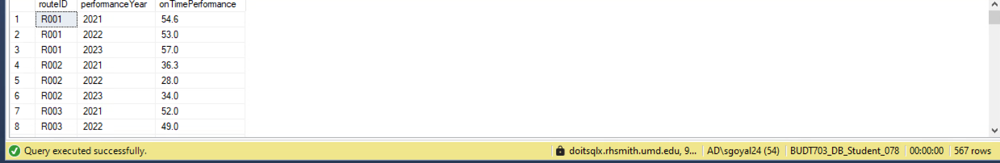 routeID performanceYear onTimePerformance
1 R001 2021 54.6
2 R001 2022 53.0
3 R001 2023 57.0
4 R002 2021 36.3
5 R002 2022 28.0
6 R002 2023 34.0
7 R003 2021 52.0
8 R003 2022 49.0
Query executed successfully. doitsqlx.rhsmith.umd.edu, 9... AD\sgoyal24 (54) BUDT703_DB_Student_078 00:00:00 567 rows